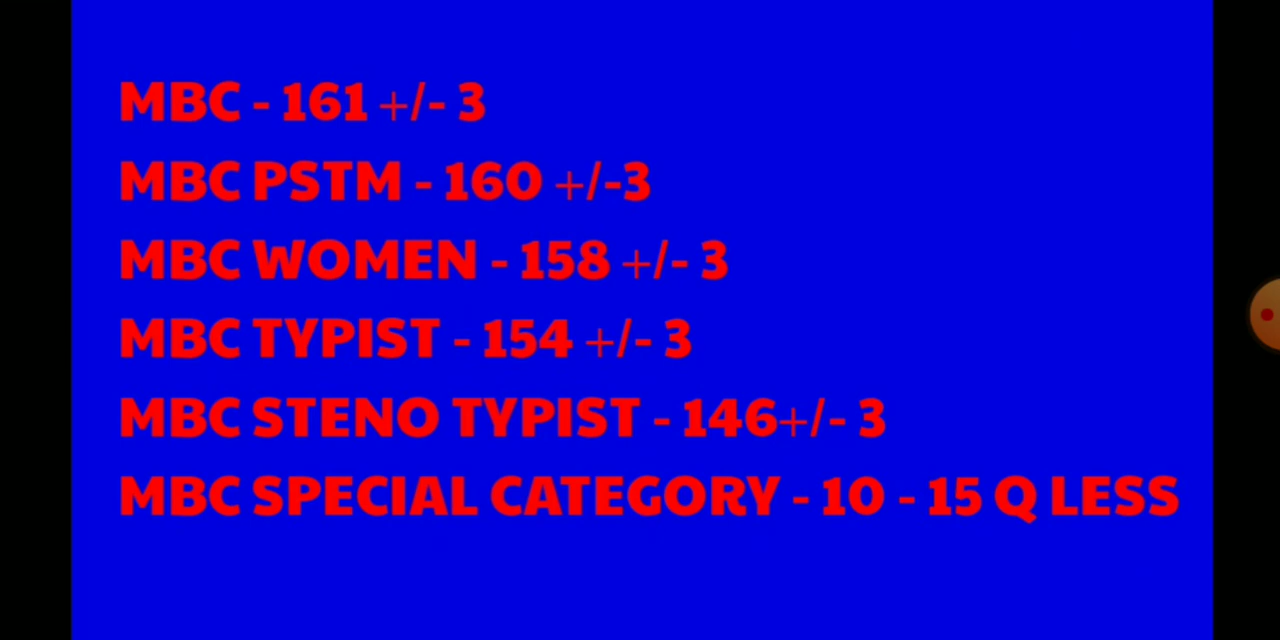 MBC - 161 +/- 3
MBC PSTM - 160 +/-3
MBC WOMEN - 158 +/- 3
MBC TYPIST - 154 +/- 3
MBC STENO TYPIST - 146+/- 3
MBC SPECIAL CATEGORY - 10 - 15 Q LESS